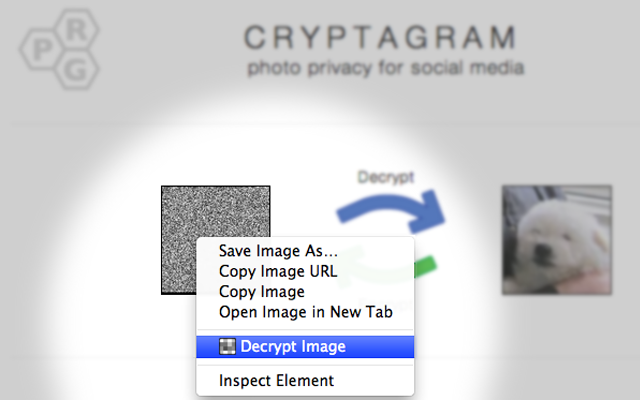 PRG
CRYPTAGRAM
photo privacy for social media
Decrypt
Save Image As...
Copy Image URL
Copy Image
Open Image in New Tab
Decrypt Image
Inspect Element